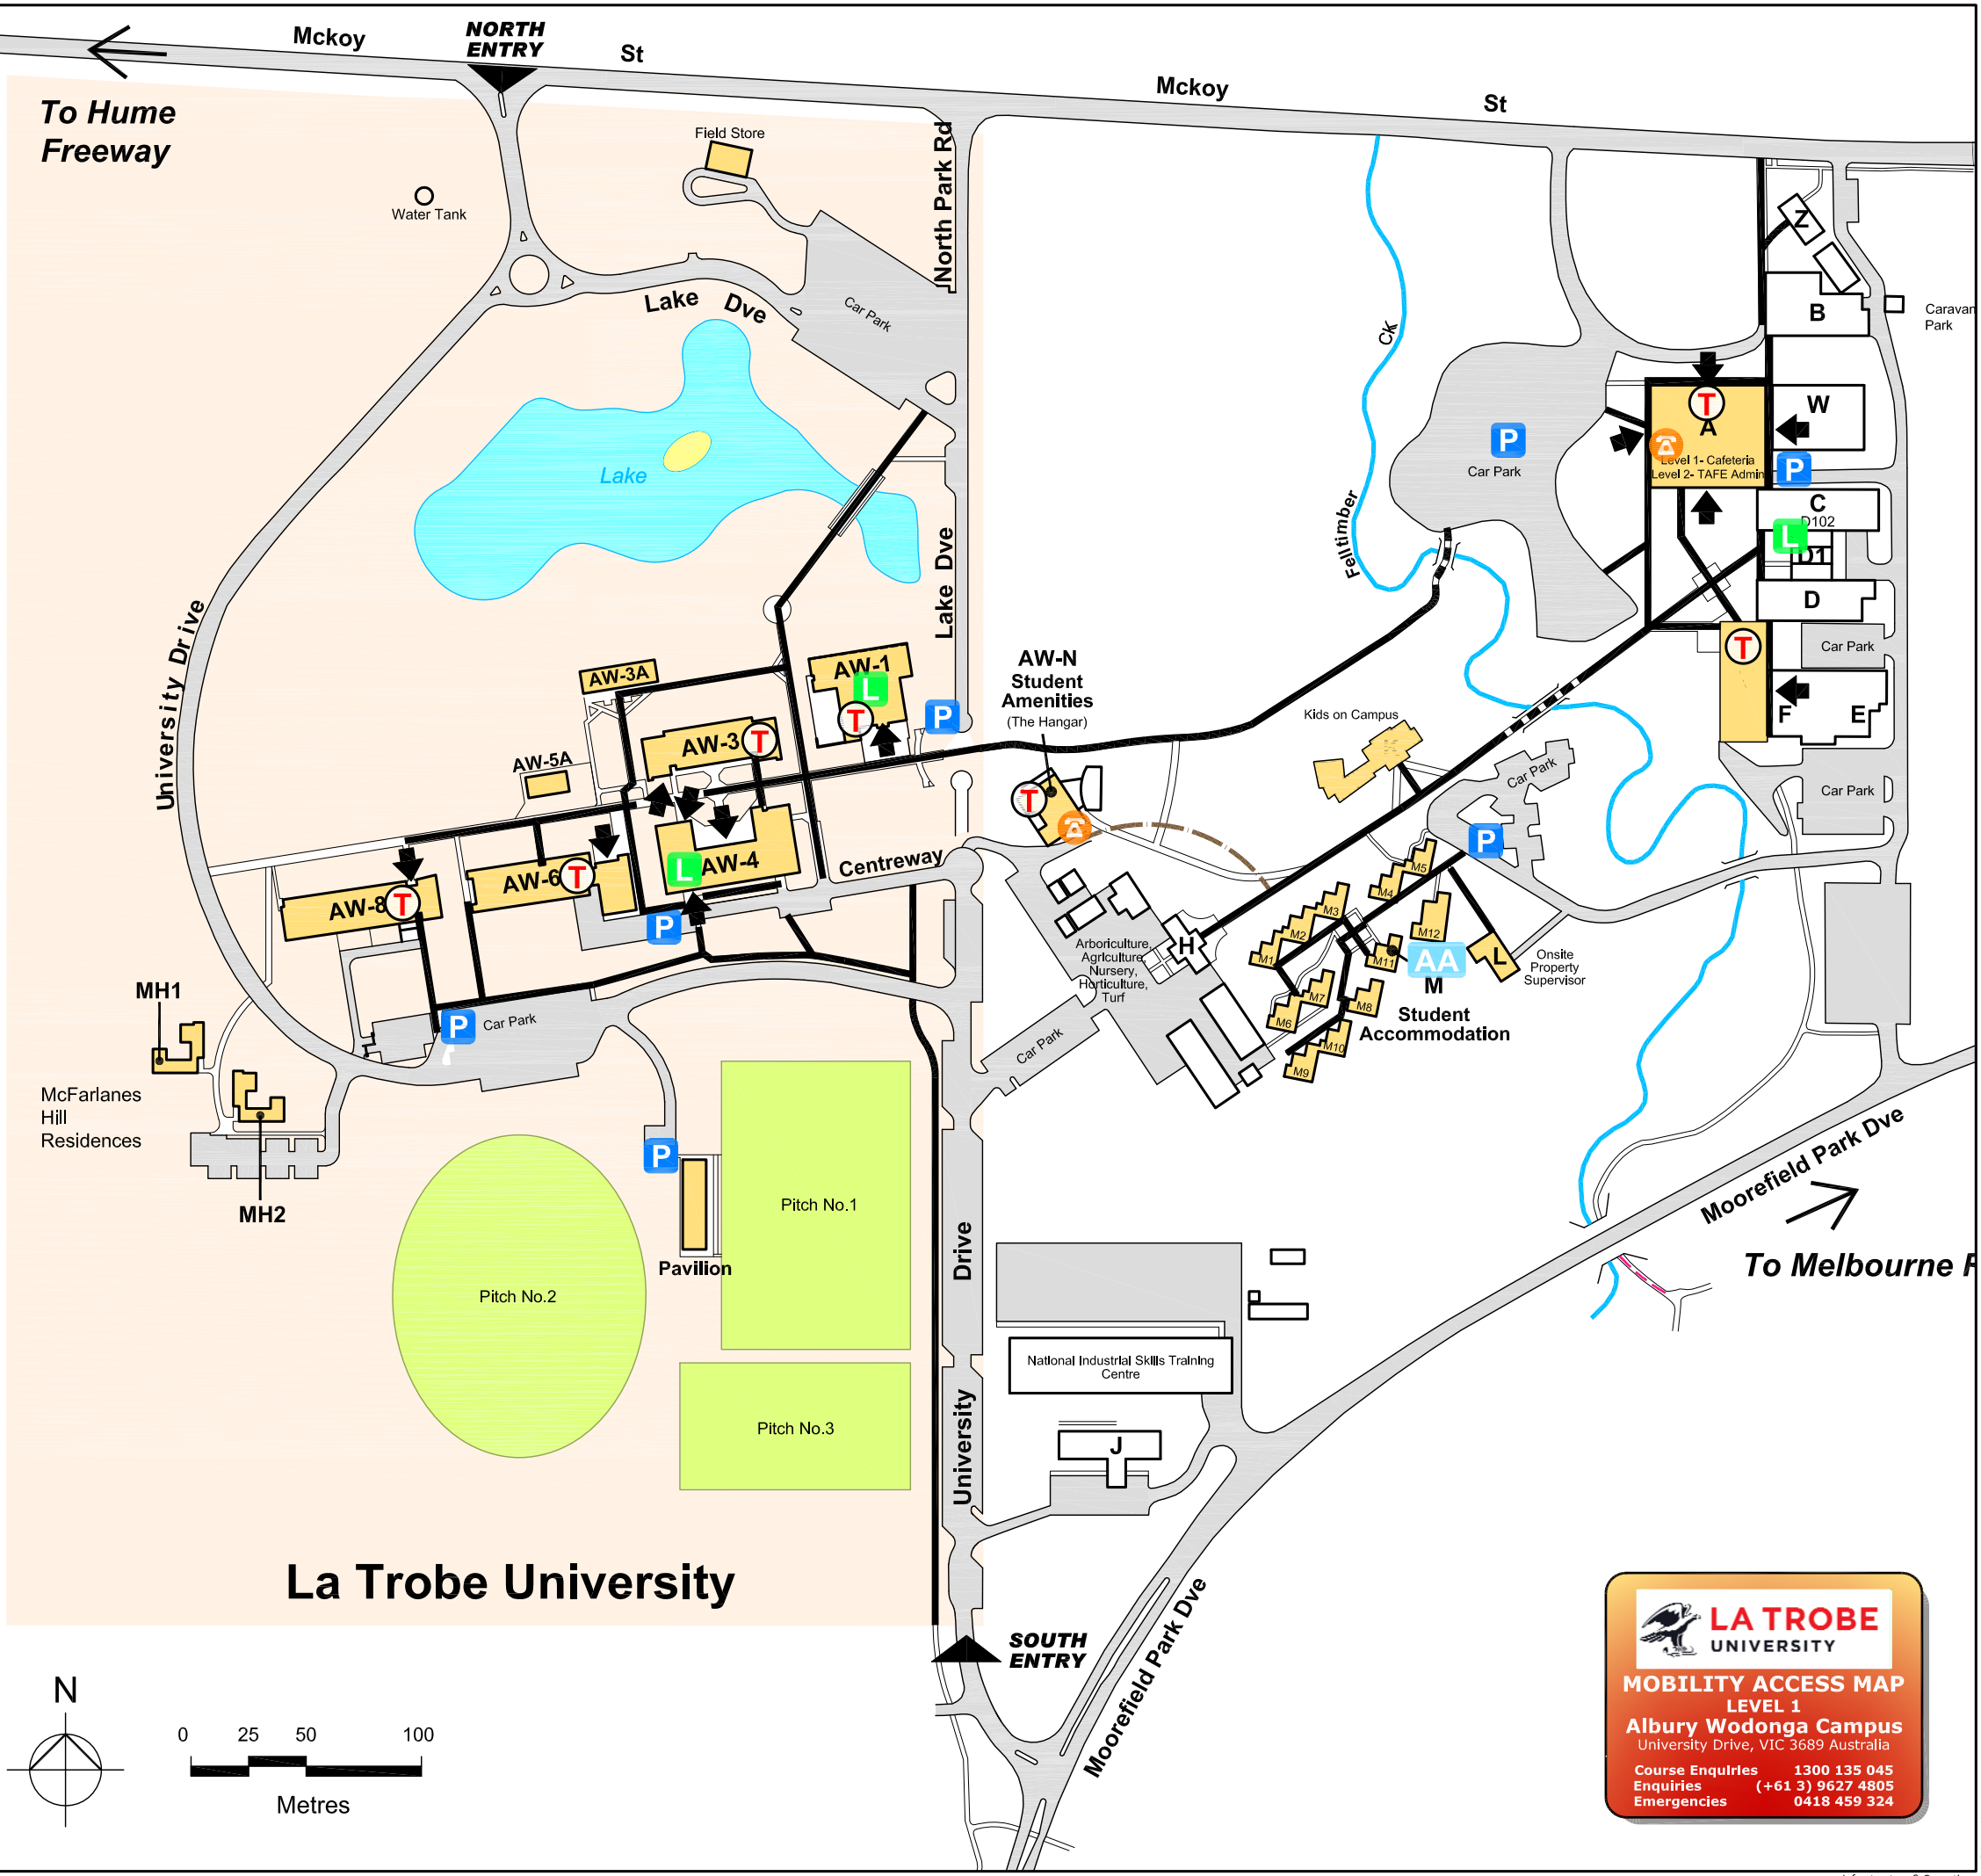 Mckoy
NORTH
ENTRY
St
Mckoy
St
To Hume
Freeway
Field Store
North Park Rd
Water Tank
Z
Lake Dve
Car Park
B
Caravan
Park
Ck
W
T
A
P
Car Park
Level 1- Cafeteria
Level 2- TAFE Admin
P
Lake
C
D102
L
D1
Felltimber
D
Lake Dve
University Drive
T
Car Park
AW-N
Student
Amenities
(The Hangar)
AW-1
L
T
P
AW-3A
Kids on Campus
F
E
AW-3
T
AW-5A
Car Park
Car Park
T
P
AW-4
L
Centreway
AW-6
T
AW-8
T
P
M5
M4
M3
M2
M1
M12
M11
H
AA
L
M
Student
Accommodation
Onsite
Property
Supervisor
Arboriculture,
Agriculture,
Nursery,
Horticulture,
Turf
M7
M6
M8
M10
M9
MH1
P
Car Park
Car Park
McFarlanes
Hill
Residences
MH2
P
Pitch No.1
Moorefield Park Dve
To Melbourne R
Pavilion
Pitch No.2
University Drive
National Industrial Skills Training
Centre
Pitch No.3
J
La Trobe University
SOUTH
ENTRY
Moorefield Park Dve
N
0 25 50 100
Metres
LA TROBE
UNIVERSITY
MOBILITY ACCESS MAP
LEVEL 1
Albury Wodonga Campus
University Drive, VIC 3689 Australia
Course Enquiries 1300 135 045
Enquiries (+61 3) 9627 4805
Emergencies 0418 459 324